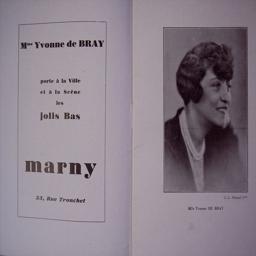 Mme Yvonne de BRAY
porte à la Ville
et à la Scène
les
jolis Bas
marny
33, Rue Tronchet
Mlle Yvonne DE BRAY